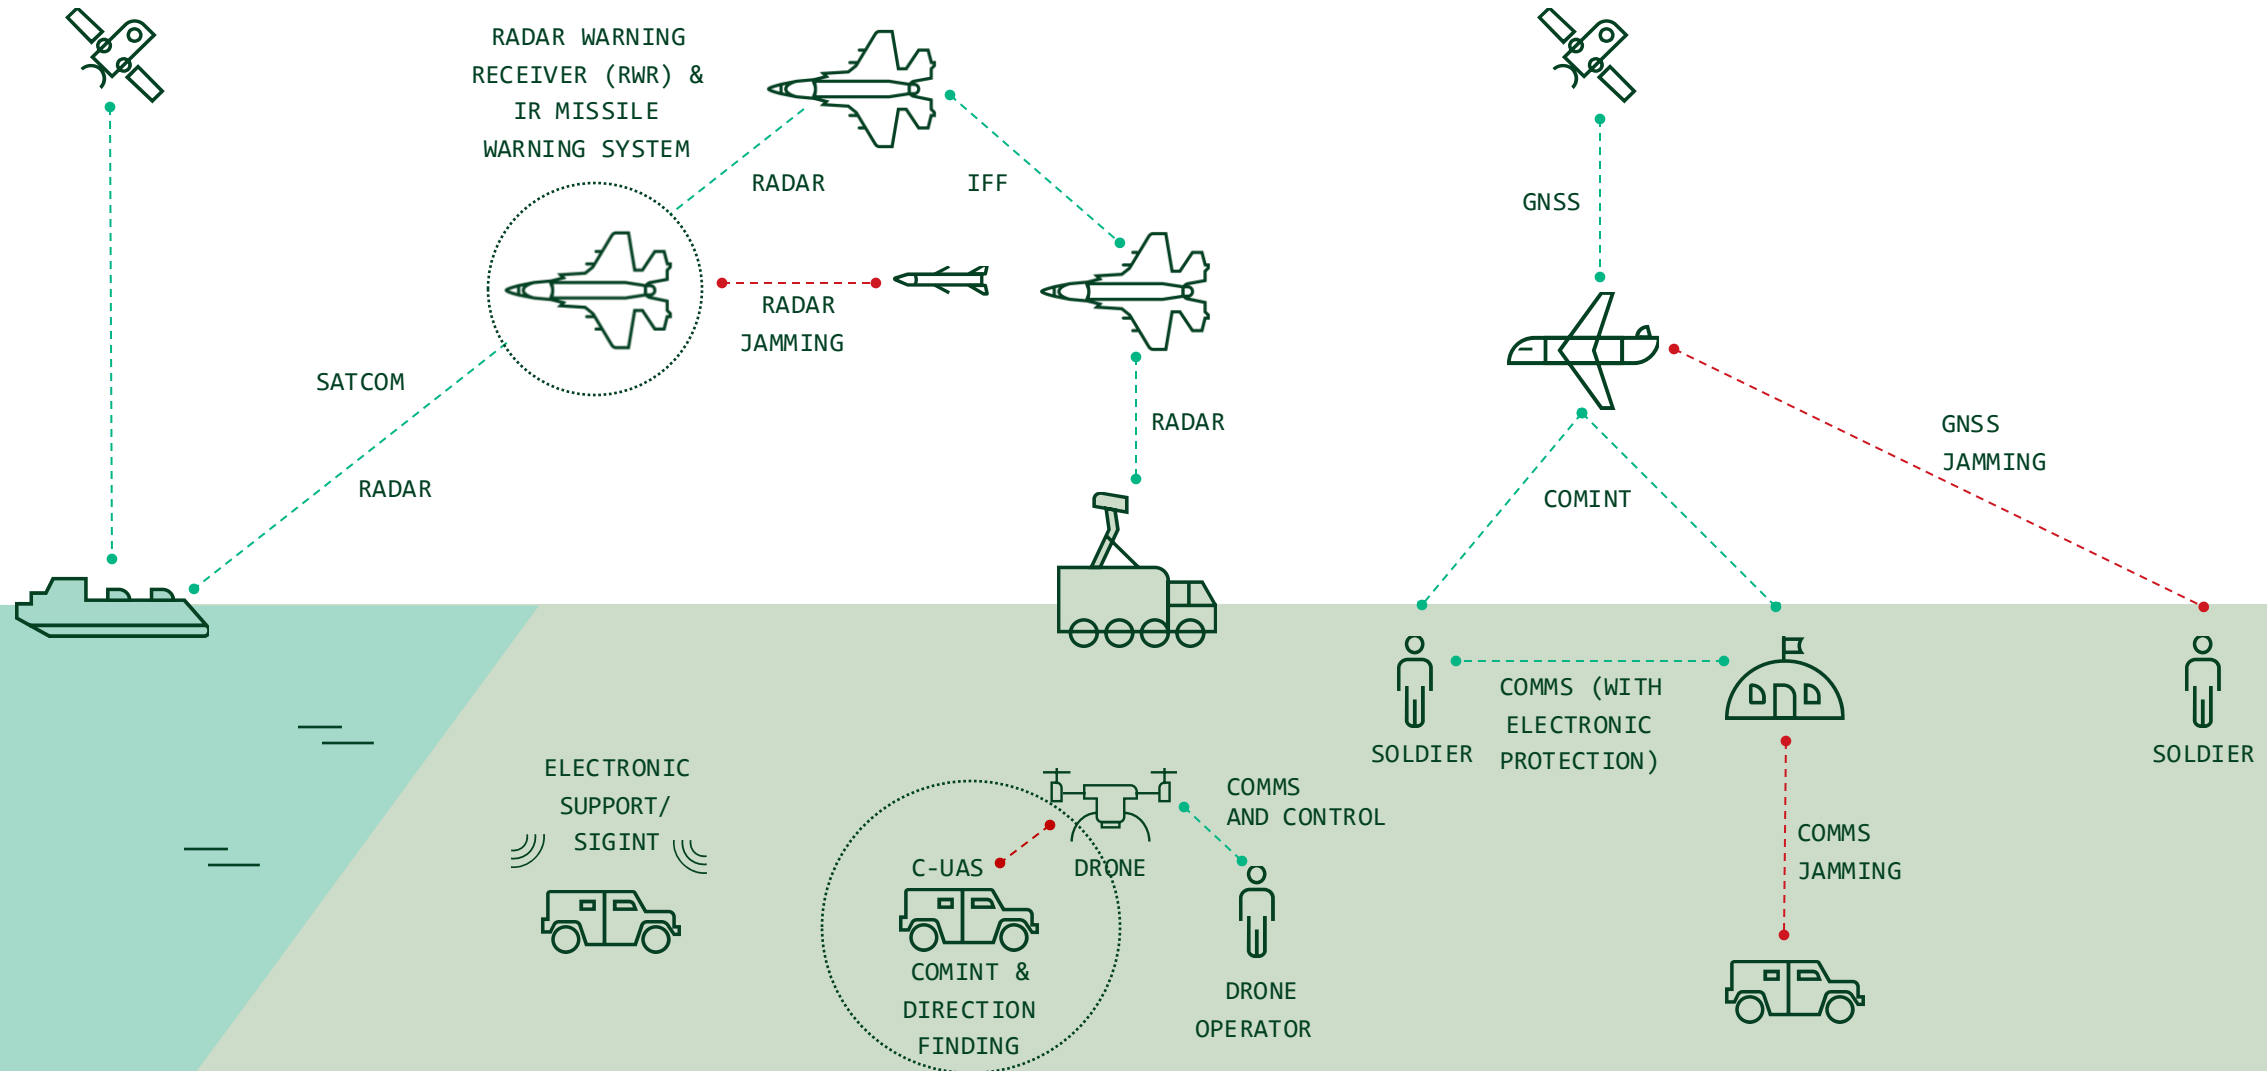 RADAR WARNING
RECEIVER (RWR) &
IR MISSILE
WARNING SYSTEM
RADAR
IFF
GNSS
RADAR
JAMMING
SATCOM
RADAR
RADAR
GNSS
JAMMING
COMINT
COMMS (WITH
ELECTRONIC
PROTECTION)
SOLDIER
SOLDIER
ELECTRONIC
SUPPORT/
SIGINT
COMMS
AND CONTROL
C-UAS
DRONE
COMMS
JAMMING
COMINT &
DIRECTION
FINDING
DRONE
OPERATOR